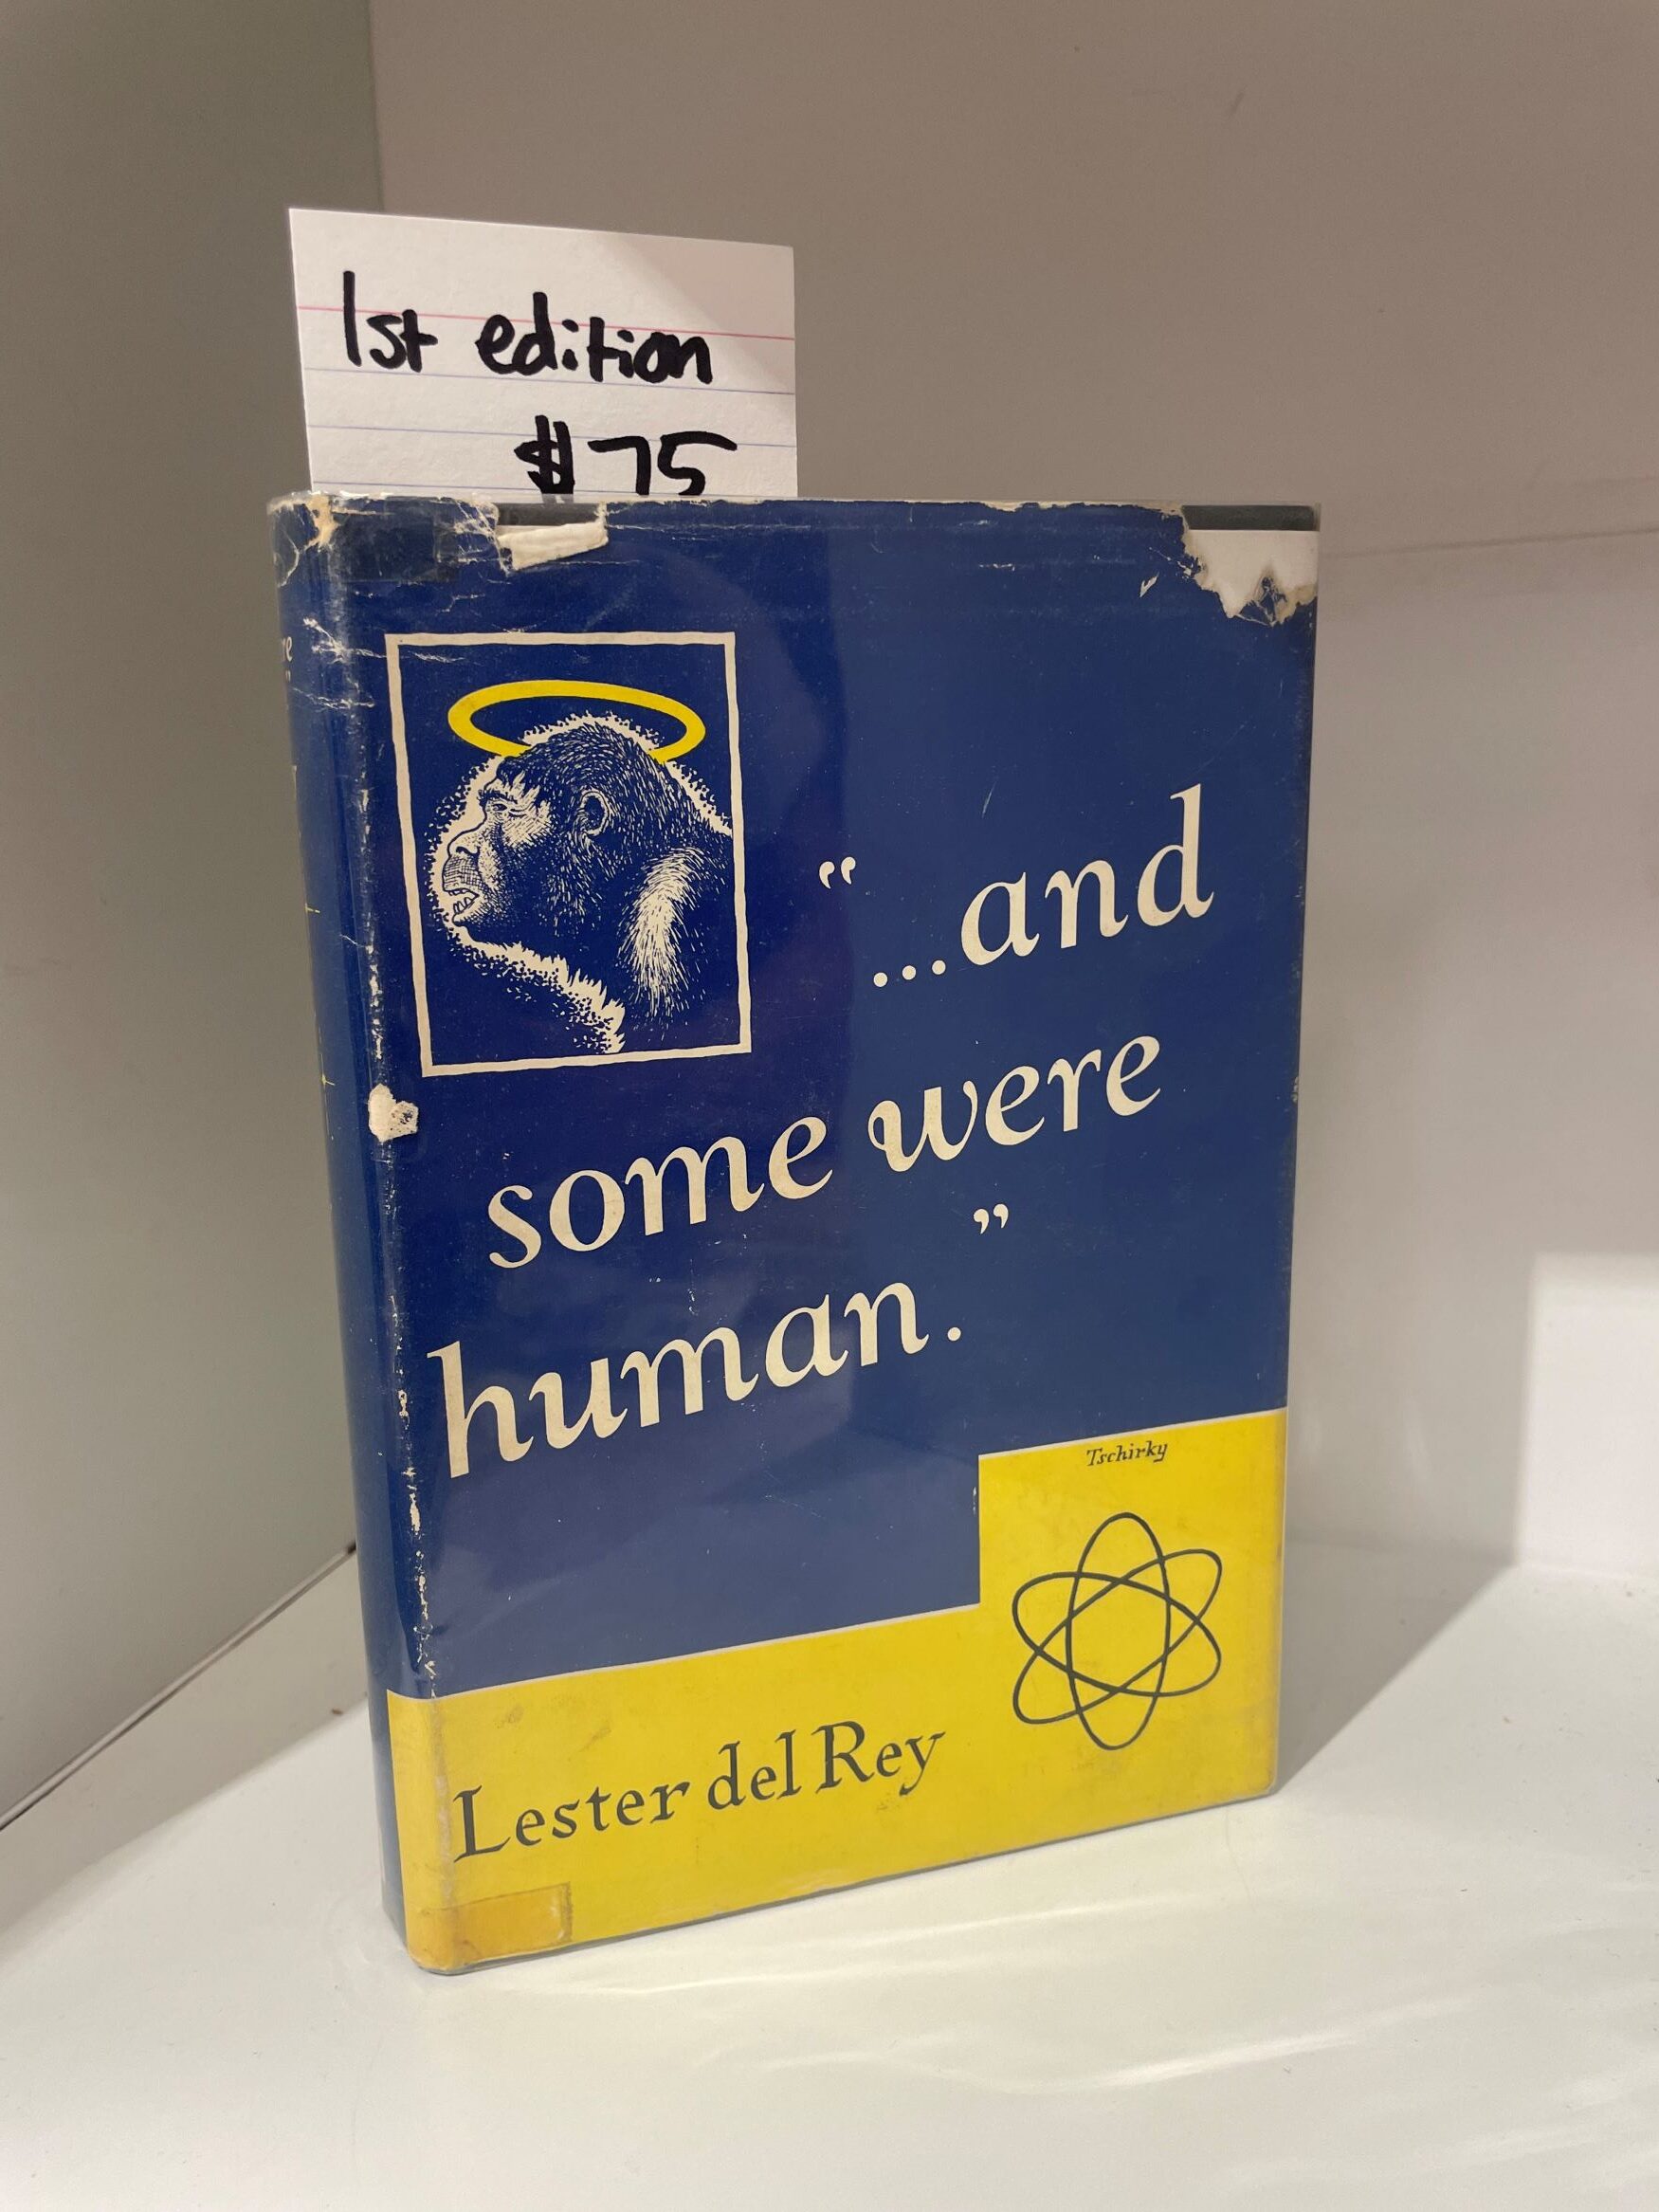 1st edition
$75
“...and
some were
human.”
Tschirky
Lester del Rey